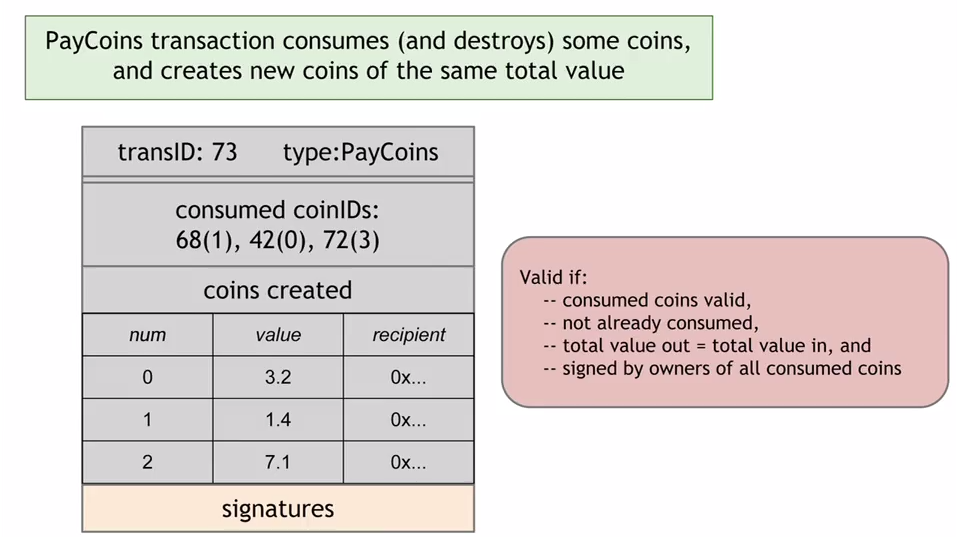 PayCoins transaction consumes (and destroys) some coins,
and creates new coins of the same total value
transID: 73 type:PayCoins
consumed coinIDs:
68(1), 42(0), 72(3)
coins created
num value recipient
0 3.2 0x...
1 1.4 0x...
2 7.1 0x...
signatures
Valid if:
-- consumed coins valid,
-- not already consumed,
-- total value out = total value in, and
-- signed by owners of all consumed coins